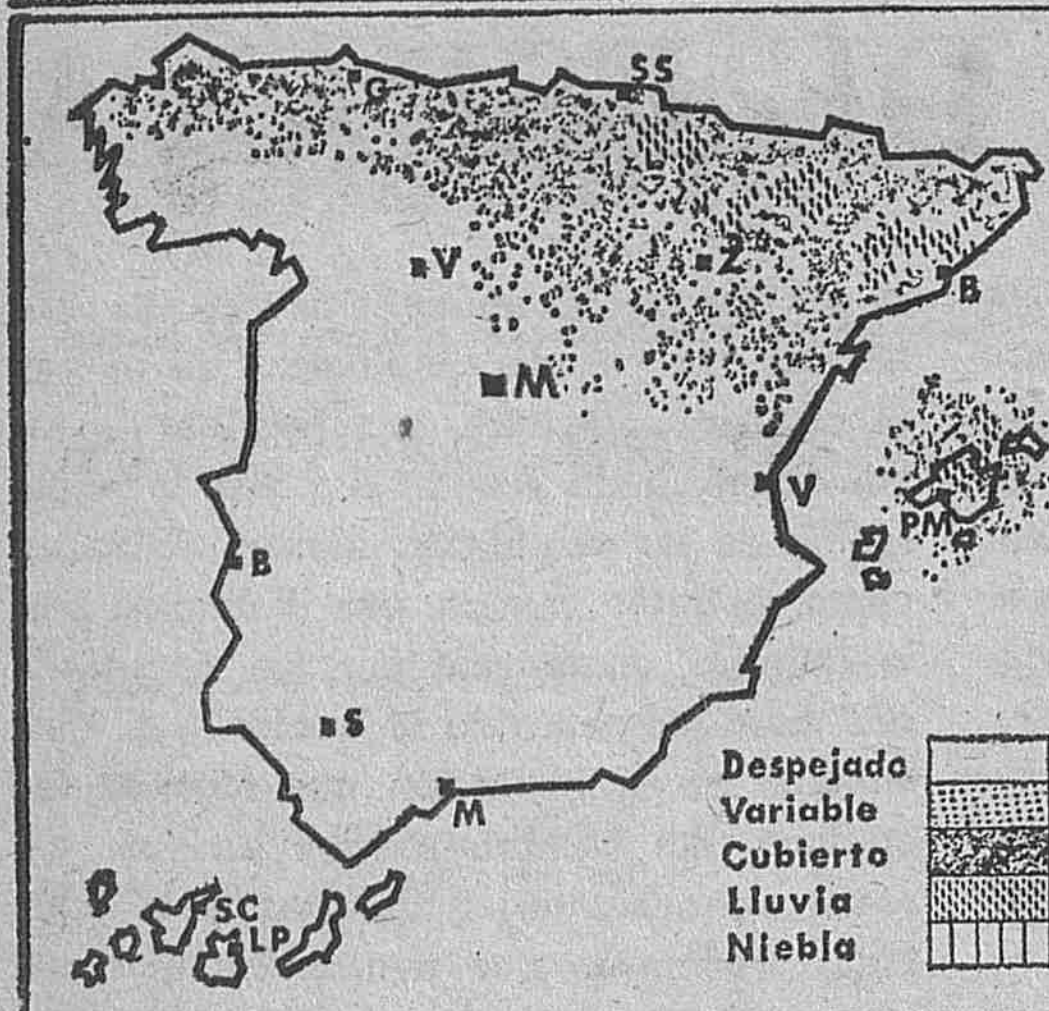 SS
G
V
Z
B
M
V
PM
B
S
M
SC
LP
Despejado
Variable
Cubierto
Lluvia
Niebla